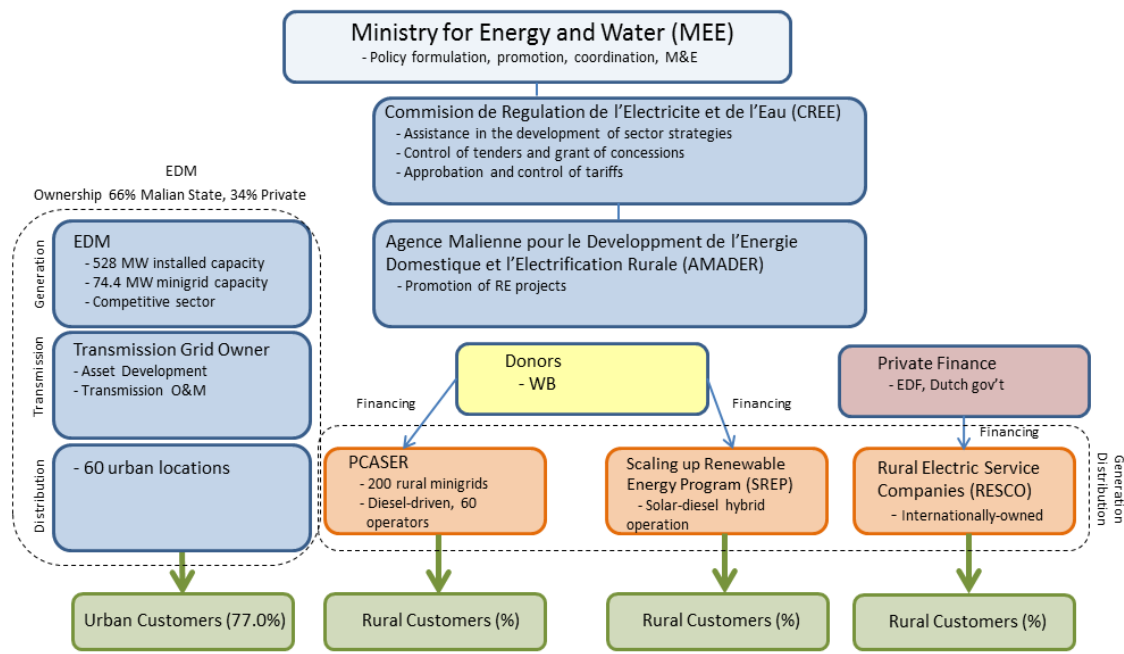 Ministry for Energy and Water (MEE)
- Policy formulation, promotion, coordination, M&E
Commision de Regulation de l'Electricite et de l'Eau (CREE)
- Assistance in the development of sector strategies
- Control of tenders and grant of concessions
- Approbation and control of tariffs
EDM
Ownership 66% Malian State, 34% Private
Generation
EDM
- 528 MW installed capacity
- 74.4 MW minigrid capacity
- Competitive sector
Agence Malienne pour le Developpment de l'Energie
Domestique et l'Electrification Rurale (AMADER)
- Promotion of RE projects
Transmission
Transmission Grid Owner
- Asset Development
- Transmission O&M
Donors
- WB
Private Finance
- EDF, Dutch gov't
Financing
Financing
Financing
Distribution
- 60 urban locations
PCASER
- 200 rural minigrids
- Diesel-driven, 60
operators
Scaling up Renewable
Energy Program (SREP)
- Solar-diesel hybrid
operation
Rural Electric Service
Companies (RESCO)
- Internationally-owned
Generation
Distribution
Urban Customers (77.0%)
Rural Customers (%)
Rural Customers (%)
Rural Customers (%)